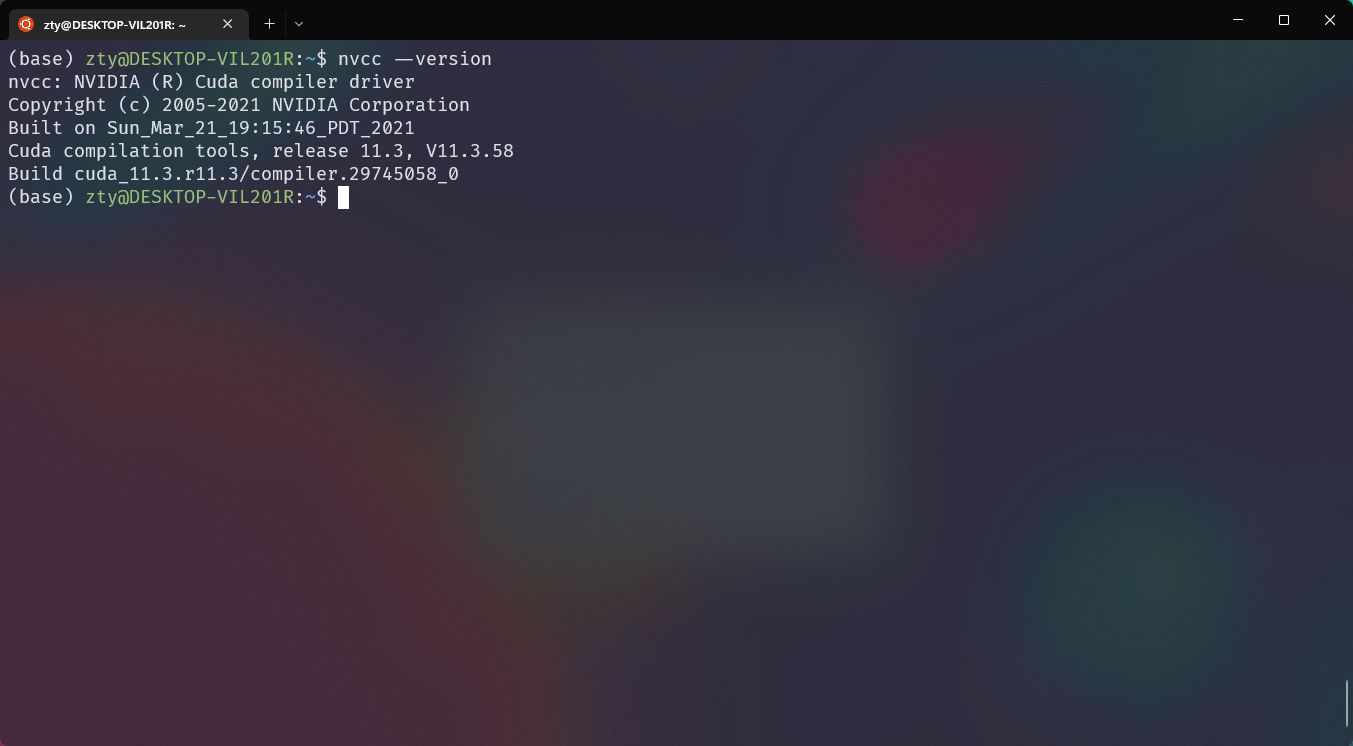 zty@DESKTOP-VIL201R: ~
(base) zty@DESKTOP-VIL201R:~$ nvcc --version
nvcc: NVIDIA (R) Cuda compiler driver
Copyright (c) 2005-2021 NVIDIA Corporation
Built on Sun_Mar_21_19:15:46_PDT_2021
Cuda compilation tools, release 11.3, V11.3.58
Build cuda_11.3.r11.3/compiler.29745058_0
(base) zty@DESKTOP-VIL201R:~$